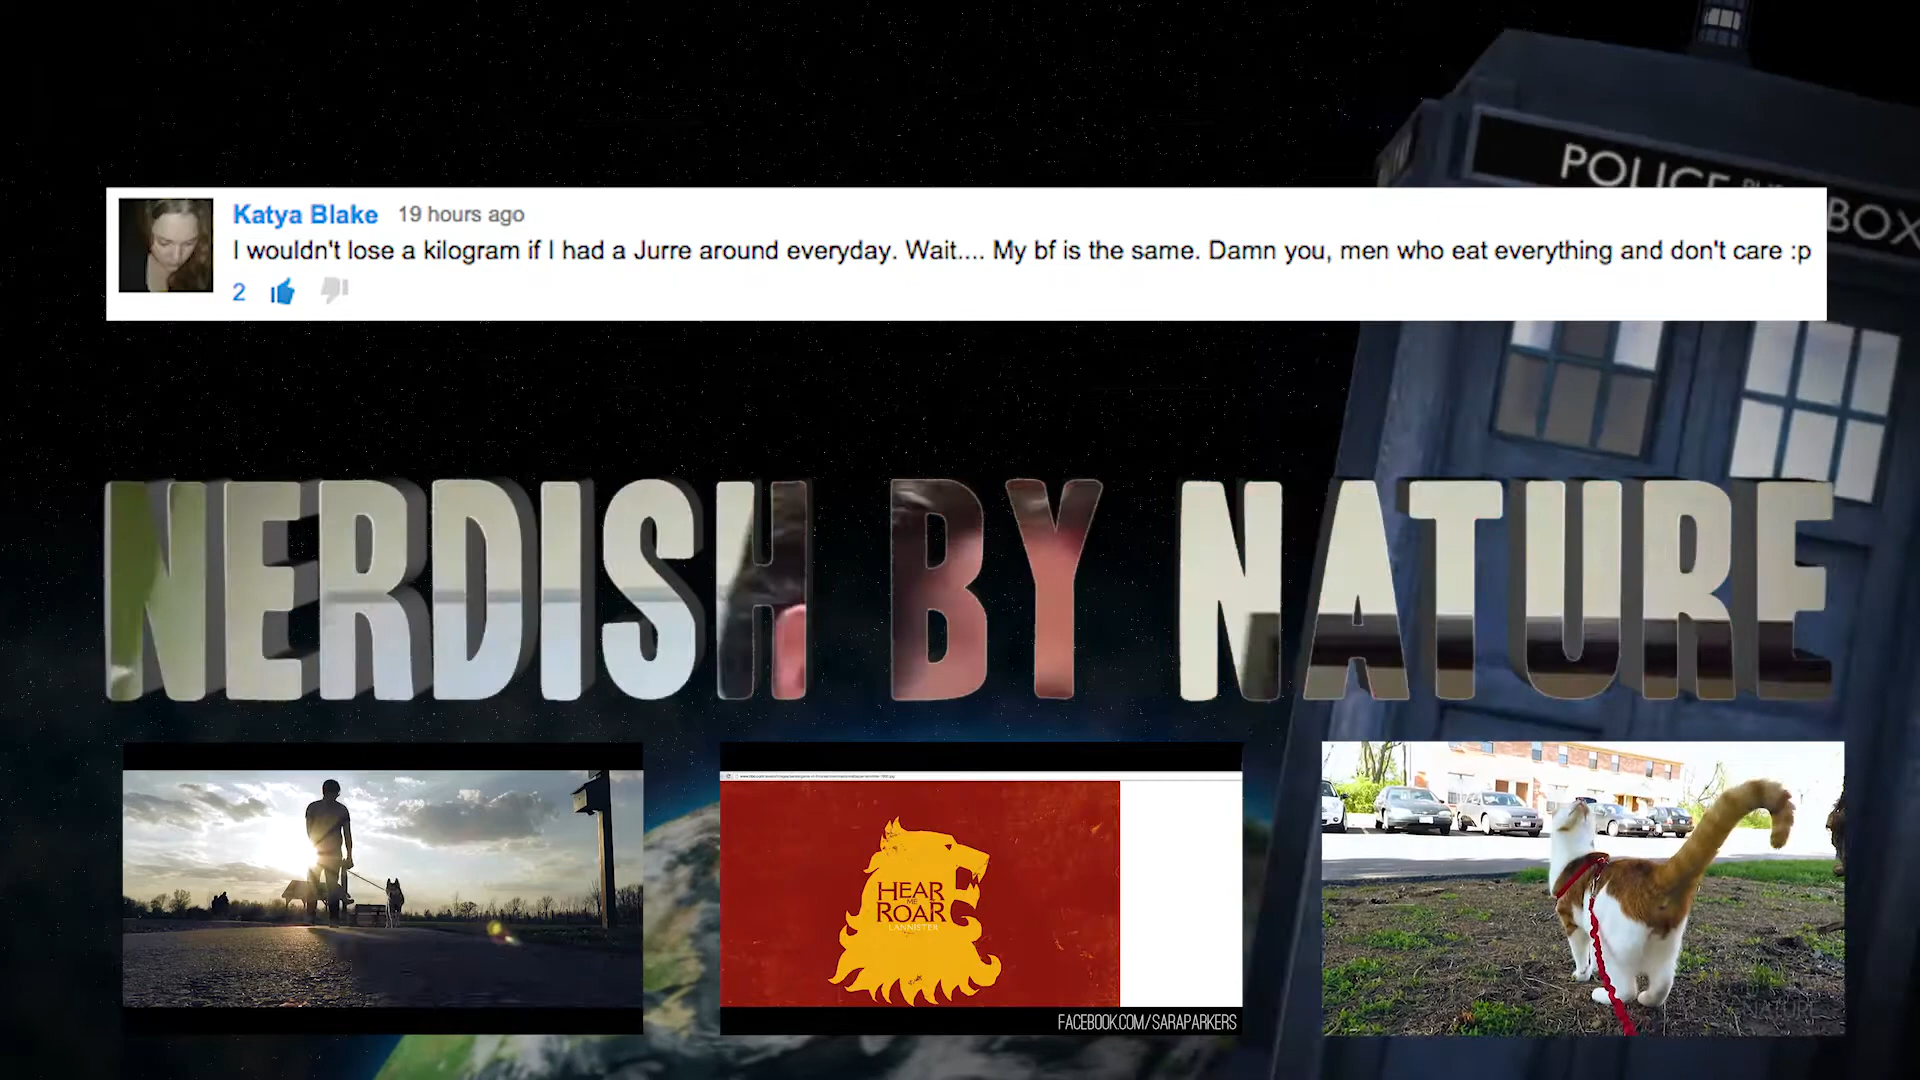 POLICE BOX
Katya Blake 19 hours ago
I wouldn't lose a kilogram if I had a Jurre around everyday. Wait.... My bf is the same. Damn you, men who eat everything and don't care :p
2
NERDISH BY NATURE
HEAR
ME
ROAR
LANNISTER
FACEBOOK.COM/SARAPARKERS
NATURE